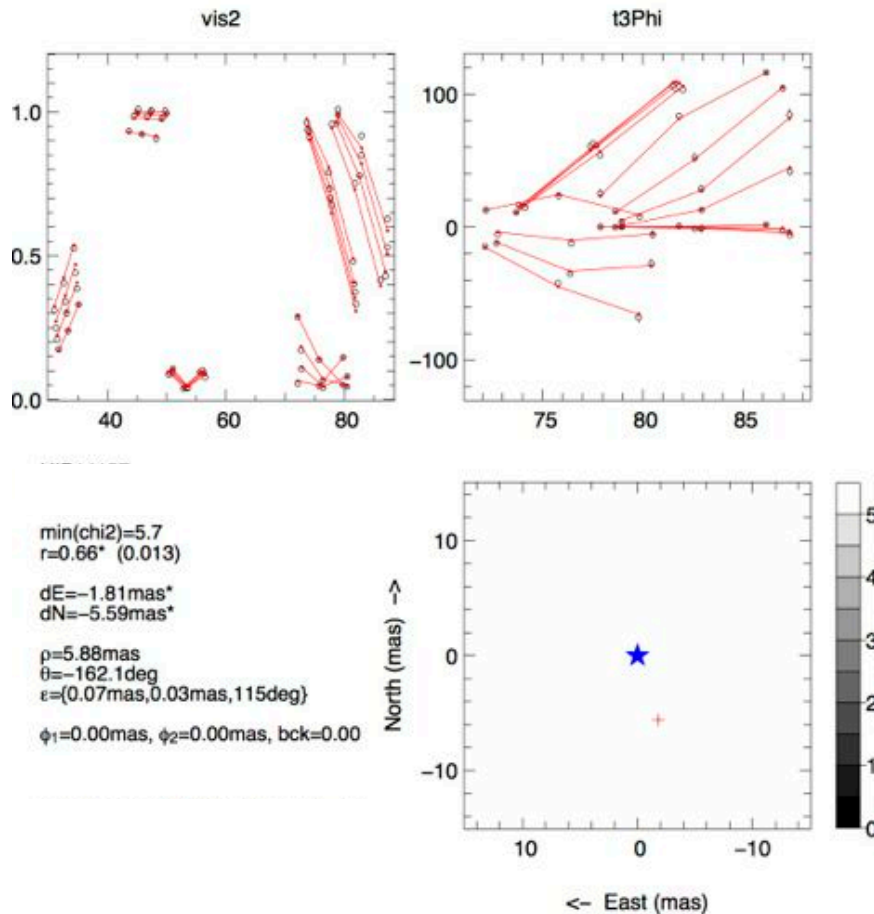 vis2
t3Phi
1.0
0.5
0.0
40
60
80
100
0
−100
75
80
85
min(chi2)=5.7
r=0.66* (0.013)
dE=−1.81mas*
dN=−5.59mas*
ρ=5.88mas
θ=−162.1deg
ε={0.07mas,0.03mas,115deg}
ϕ1=0.00mas, ϕ2=0.00mas, bck=0.00
North (mas) −>
10
0
−10
10
0
−10
<− East (mas)
5
4
3
2
1
0